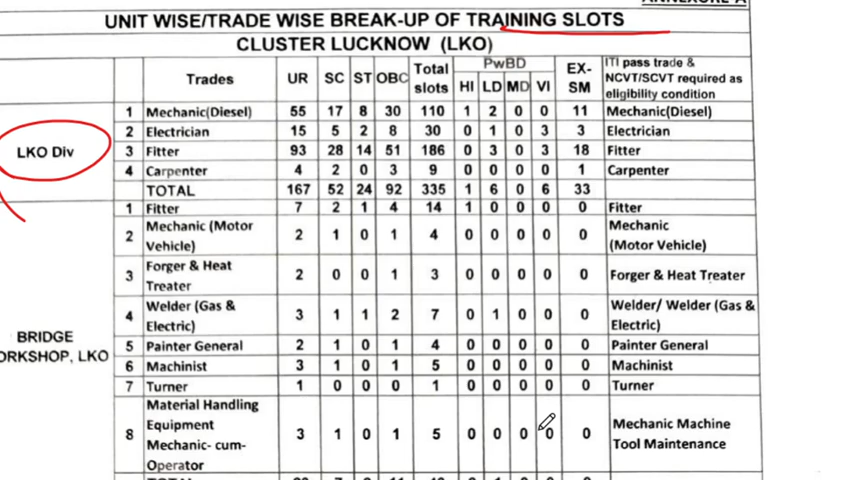 UNIT WISE/TRADE WISE BREAK-UP OF TRAINING SLOTS
CLUSTER LUCKNOW (LKO)
Trades UR SC ST OBC Total slots PwBD HI LD MD VI EX-SM ITI pass trade & NCVT/SCVT required as eligibility condition
LKO Div
1 Mechanic(Diesel) 55 17 8 30 110 1 2 0 0 11 Mechanic(Diesel)
2 Electrician 15 5 2 8 30 0 1 0 3 3 Electrician
3 Fitter 93 28 14 51 186 0 3 0 3 18 Fitter
4 Carpenter 4 2 0 3 9 0 0 0 0 1 Carpenter
TOTAL 167 52 24 92 335 1 6 0 6 33
BRIDGE
ORKSHOP, LKO
1 Fitter 7 2 1 4 14 1 0 0 0 0 Fitter
2 Mechanic (Motor Vehicle) 2 1 0 1 4 0 0 0 0 0 Mechanic (Motor Vehicle)
3 Forger & Heat Treater 2 0 0 1 3 0 0 0 0 0 Forger & Heat Treater
4 Welder (Gas & Electric) 3 1 1 2 7 0 1 0 0 0 Welder/ Welder (Gas & Electric)
5 Painter General 2 1 0 1 4 0 0 0 0 0 Painter General
6 Machinist 3 1 0 1 5 0 0 0 0 0 Machinist
7 Turner 1 0 0 0 1 0 0 0 0 0 Turner
8 Material Handling Equipment Mechanic- cum- Operator 3 1 0 1 5 0 0 0 0 0 Mechanic Machine Tool Maintenance